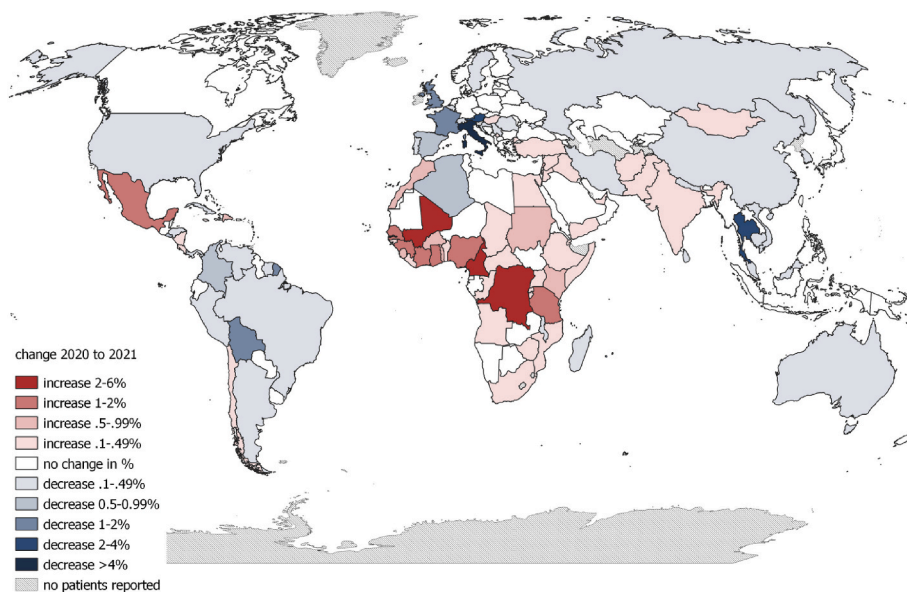 change 2020 to 2021
increase 2-6%
increase 1-2%
increase .5-.99%
increase .1-.49%
no change in %
decrease .1-.49%
decrease 0.5-0.99%
decrease 1-2%
decrease 2-4%
decrease >4%
no patients reported